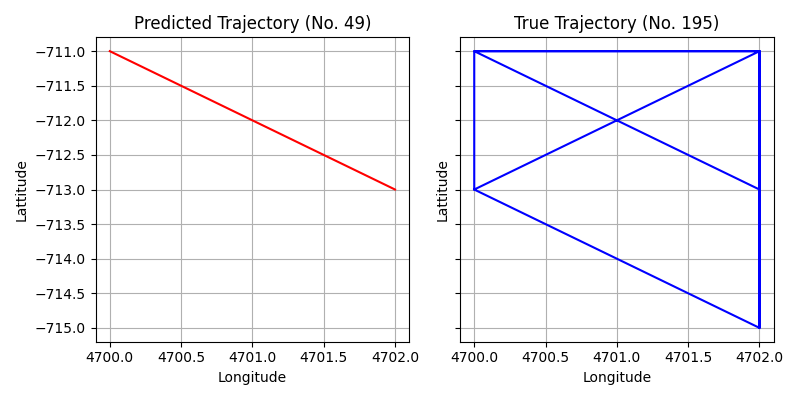 Predicted Trajectory (No. 49)
True Trajectory (No. 195)
Lattitude
−711.0
−711.5
−712.0
−712.5
−713.0
−713.5
−714.0
−714.5
−715.0
4700.0 4700.5 4701.0 4701.5 4702.0
Longitude
Lattitude
4700.0 4700.5 4701.0 4701.5 4702.0
Longitude